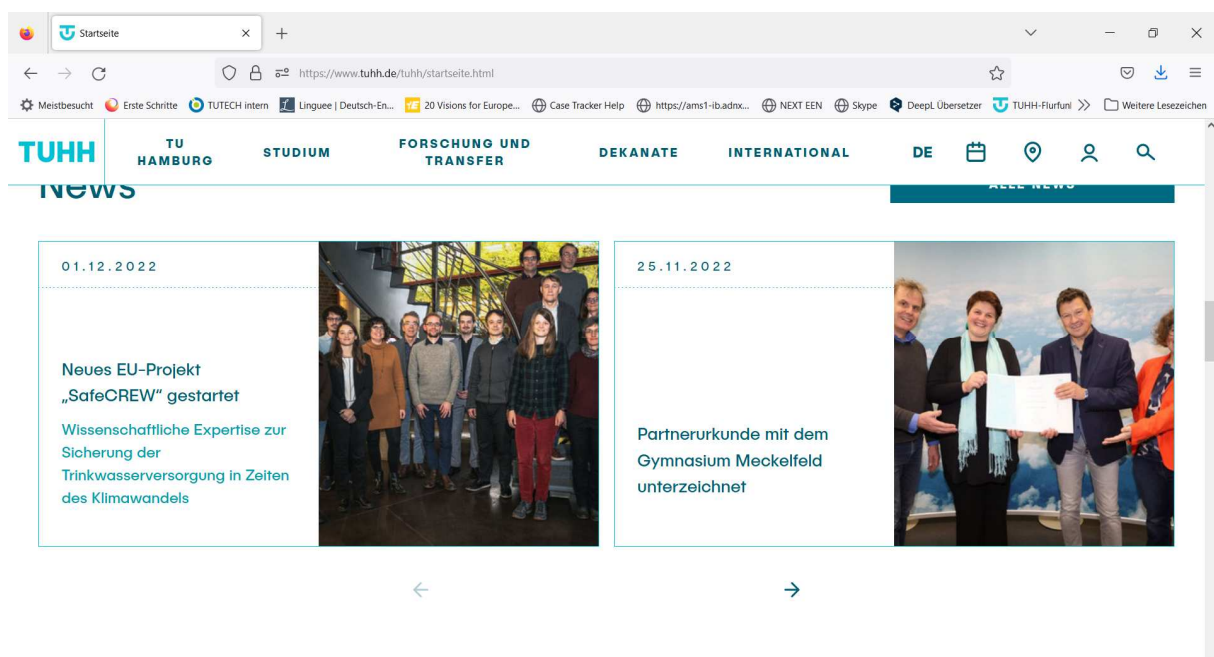 Startseite
https://www.tuhh.de/tuhh/startseite.html
Meistbesucht Erste Schritte TUTECH intern Linguee | Deutsch-En... 20 Visions for Europe... Case Tracker Help https://ams1-ib.adnx... NEXT EEN Skype DeepL Übersetzer TUHH-Flurfunk Weitere Lesezeichen
TUHH
TU
HAMBURG
STUDIUM
FORSCHUNG UND
TRANSFER
DEKANATE
INTERNATIONAL
DE
News
ALLE NEWS
01.12.2022
Neues EU-Projekt
„SafeCREW“ gestartet
Wissenschaftliche Expertise zur
Sicherung der
Trinkwasserversorgung in Zeiten
des Klimawandels
25.11.2022
Partnerurkunde mit dem
Gymnasium Meckelfeld
unterzeichnet